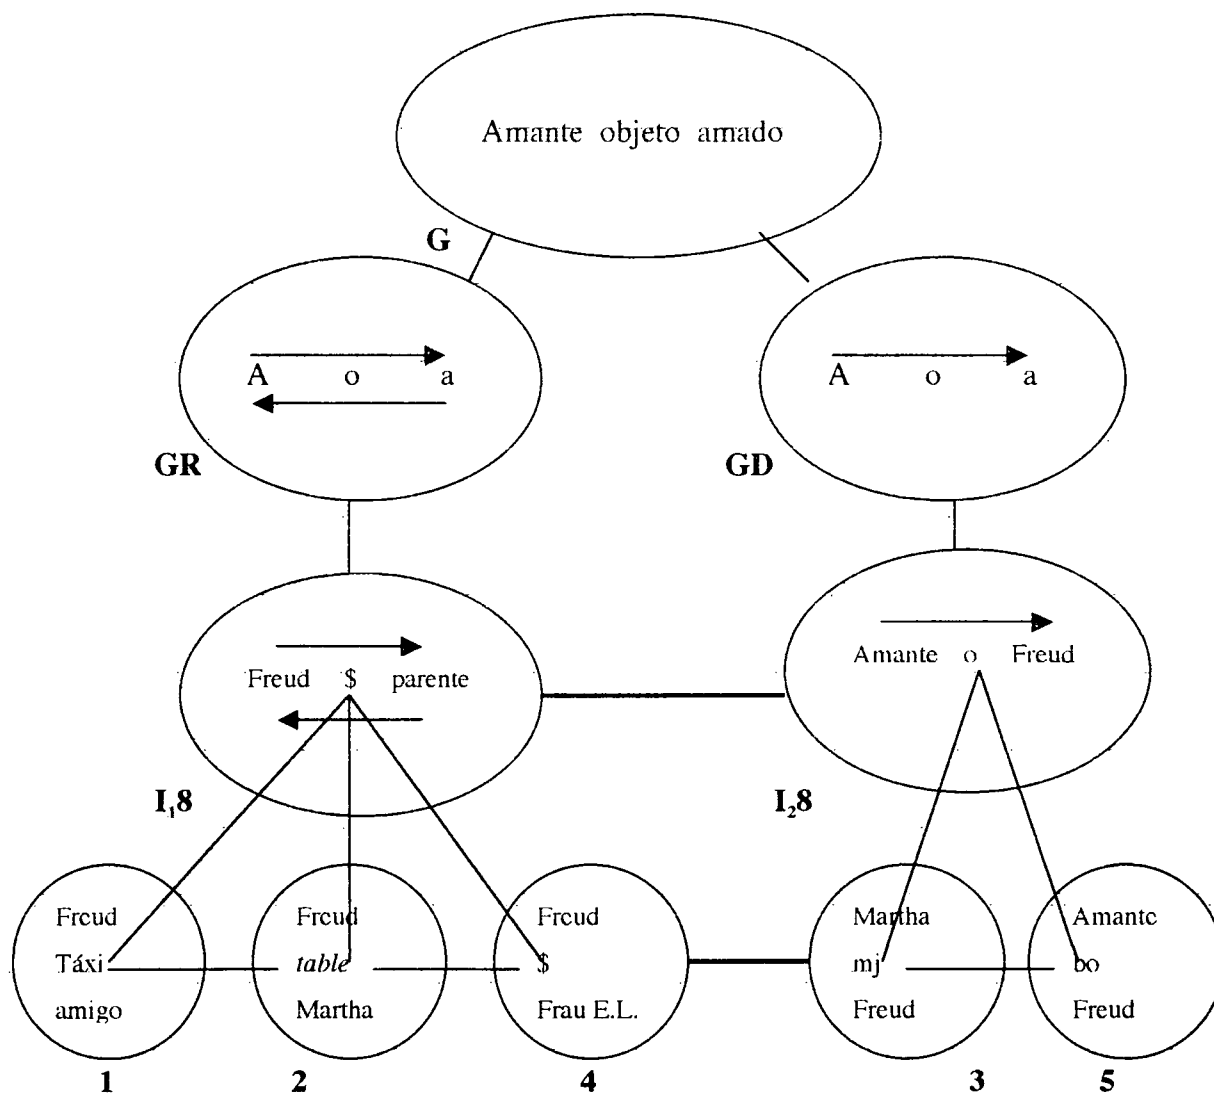 Amante objeto amado
G
A o a
A o a
GR
GD
Freud $ parente
Amante o Freud
I₁8
I₂8
Freud
Táxi
amigo
1
Freud
table
Martha
2
Freud
$
Frau E.L.
4
Martha
mj
Freud
3
Amante
bo
Freud
5